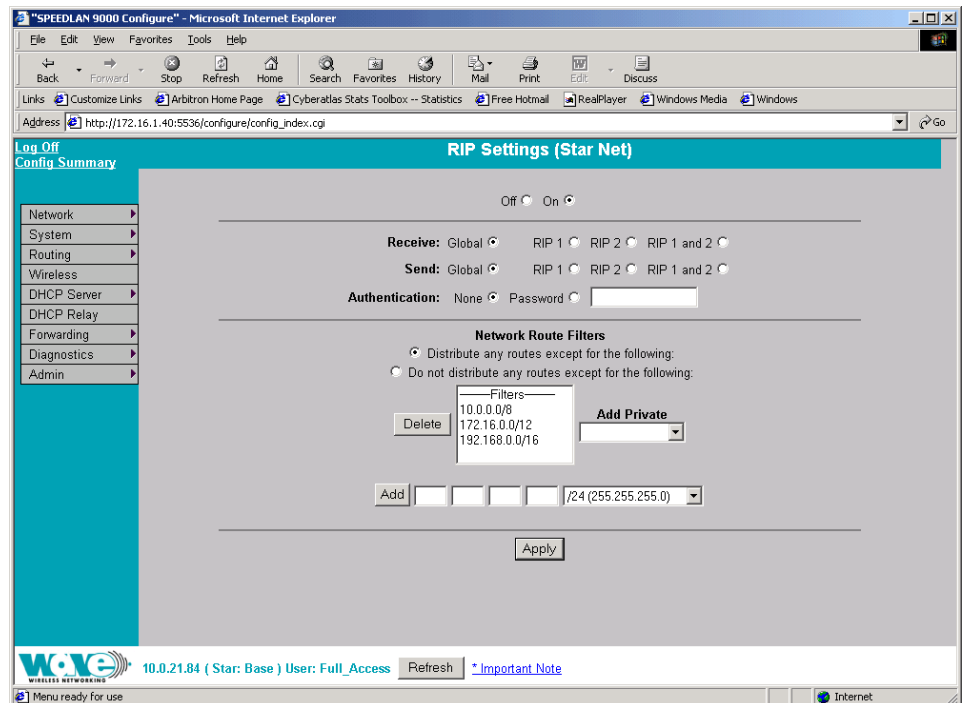 "SPEEDLAN 9000 Configure" - Microsoft Internet Explorer
File Edit View Favorites Tools Help
Back Forward Stop Refresh Home Search Favorites History Mail Print Edit Discuss
Links Customize Links Arbitron Home Page Cyberatlas Stats Toolbox -- Statistics Free Hotmail RealPlayer Windows Media Windows
Address http://172.16.1.40:5536/configure/config_index.cgi Go
Log Off
Config Summary
RIP Settings (Star Net)
Network
System
Routing
Wireless
DHCP Server
DHCP Relay
Forwarding
Diagnostics
Admin
Off On
Receive: Global RIP 1 RIP 2 RIP 1 and 2
Send: Global RIP 1 RIP 2 RIP 1 and 2
Authentication: None Password
Network Route Filters
Distribute any routes except for the following:
Do not distribute any routes except for the following:
Delete
——Filters——
10.0.0.0/8
172.16.0.0/12
192.168.0.0/16
Add Private
Add /24 (255.255.255.0)
Apply
WAVE
WIRELESS NETWORKING
10.0.21.84 ( Star: Base ) User: Full_Access Refresh * Important Note
Menu ready for use Internet